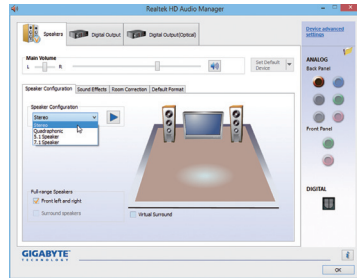 Realtek HD Audio Manager
Speakers
Digital Output
Digital Output(Optical)
Device advanced
settings
Main Volume
L
R
Set Default
Device
ANALOG
Back Panel
Speaker Configuration
Sound Effects
Room Correction
Default Format
Speaker Configuration
Stereo
Stereo
Quadraphonic
5.1 Speaker
7.1 Speaker
Front Panel
Full-range Speakers
Front left and right
Surround speakers
Virtual Surround
DIGITAL
GIGABYTE
TECHNOLOGY
i
OK